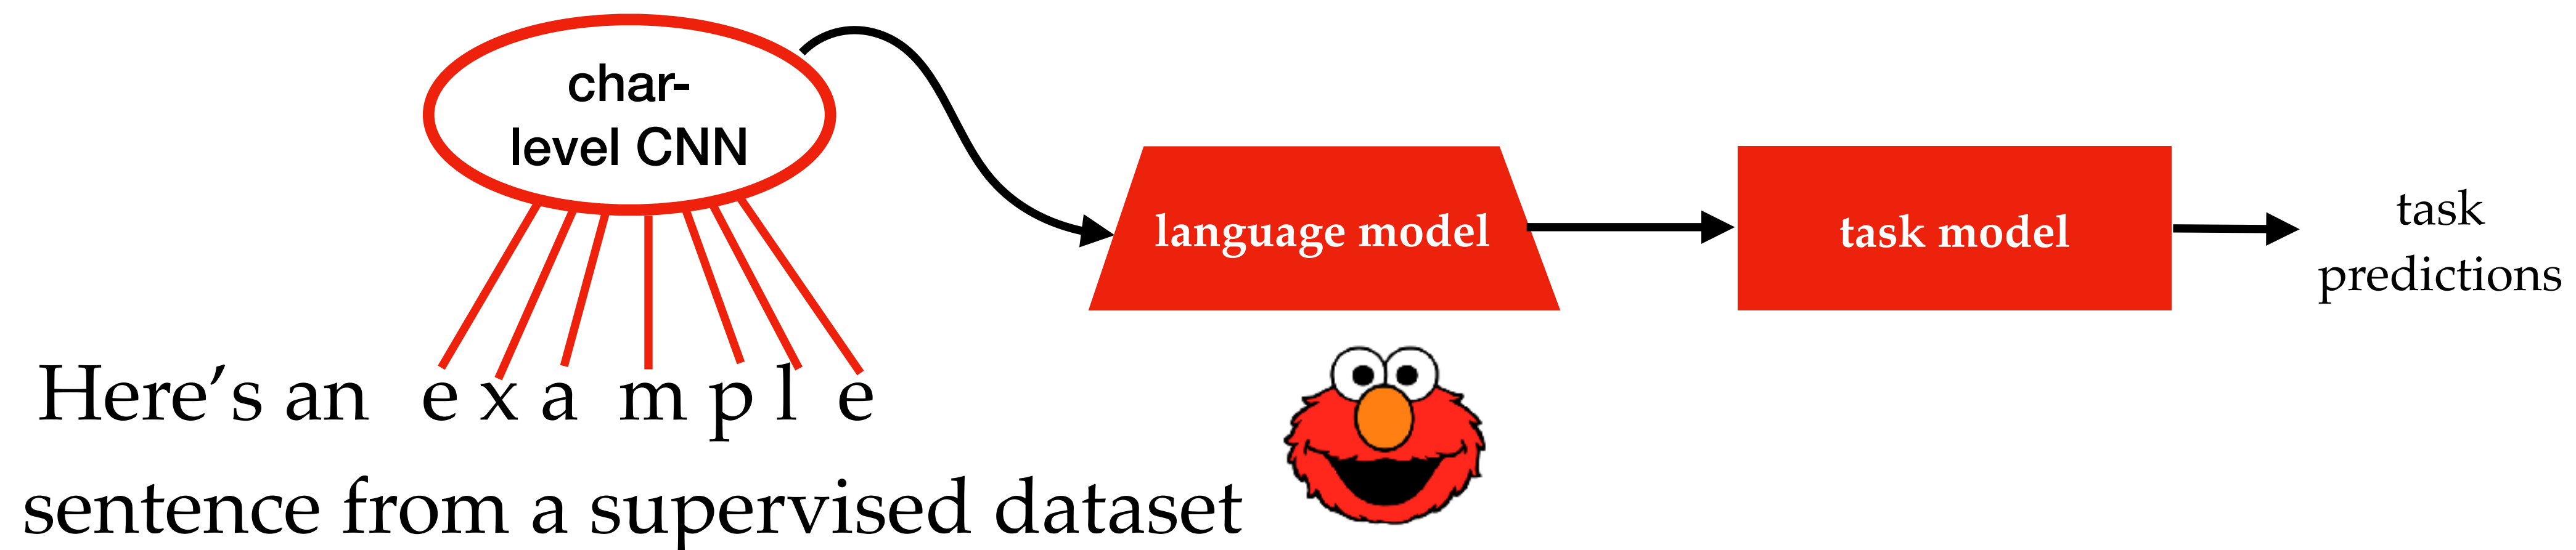 char-
level CNN
language model
task model
task
predictions
Here’s an e x a m p l e
sentence from a supervised dataset